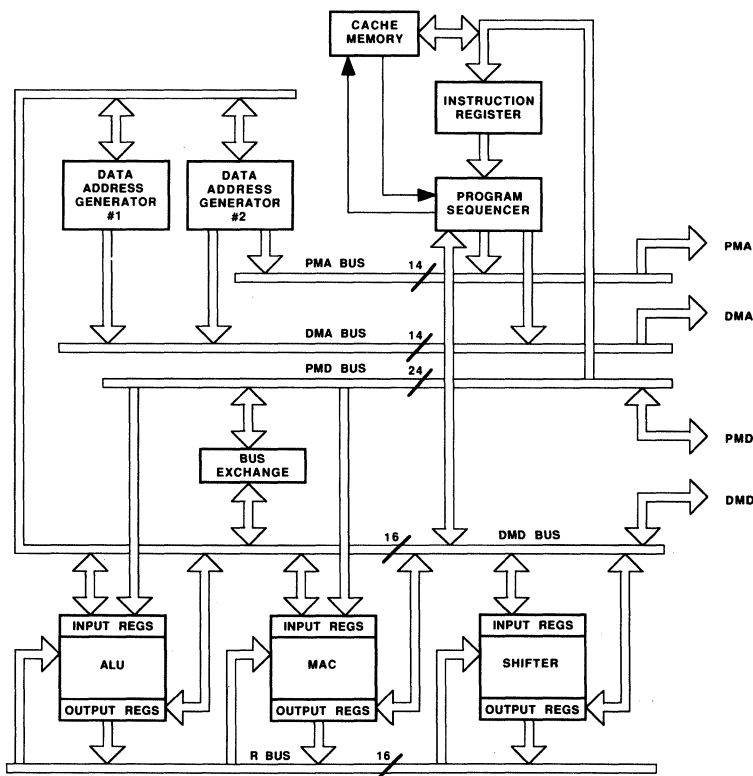 CACHE
MEMORY
INSTRUCTION
REGISTER
DATA
ADDRESS
GENERATOR
#1
DATA
ADDRESS
GENERATOR
#2
PROGRAM
SEQUENCER
PMA BUS
14
PMA
DMA BUS
14
DMA
PMD BUS
24
BUS
EXCHANGE
PMD
DMD
16
DMD BUS
INPUT REGS
ALU
OUTPUT REGS
INPUT REGS
MAC
OUTPUT REGS
INPUT REGS
SHIFTER
OUTPUT REGS
R BUS
16